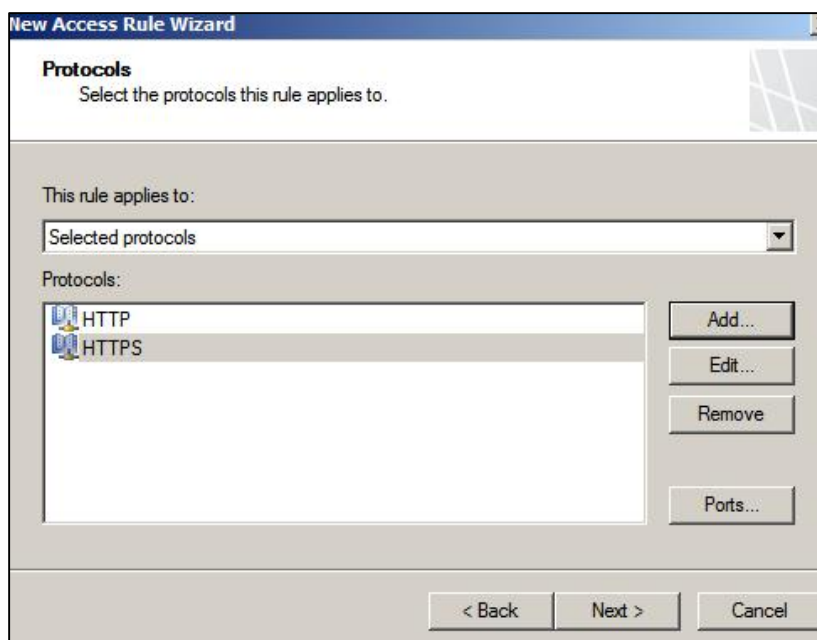 New Access Rule Wizard
Protocols
Select the protocols this rule applies to.
This rule applies to:
Selected protocols
Protocols:
HTTP
HTTPS
Add...
Edit...
Remove
Ports...
< Back
Next >
Cancel